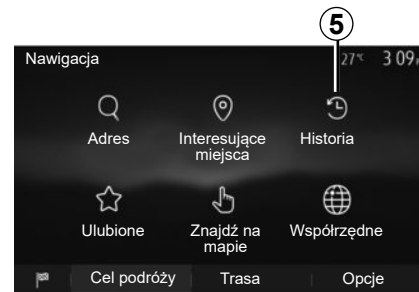 5
Nawigacja 27°C 3 09
Adres Interesujące miejsca Historia
Ulubione Znajdź na mapie Współrzędne
Cel podróży Trasa Opcje